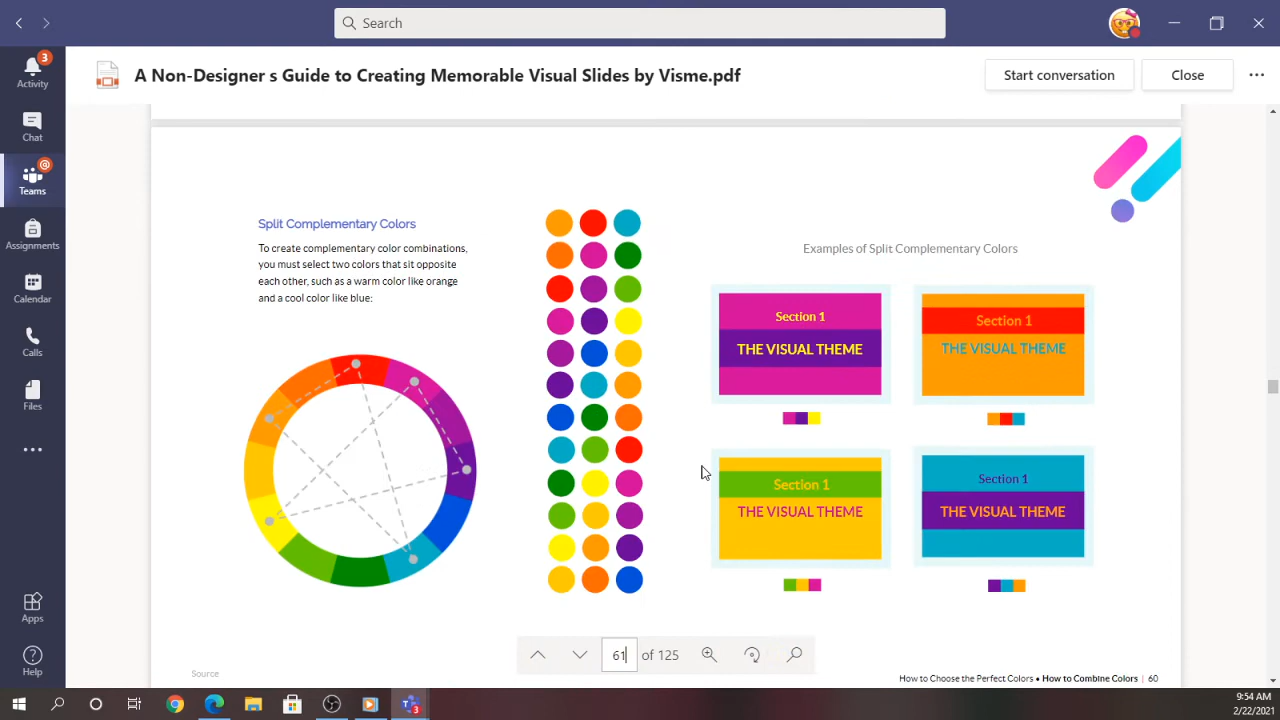 Search
3
Activity
Chat
@
Teams
Assignments
Calendar
Calls
Files
Apps
Help
A Non-Designer s Guide to Creating Memorable Visual Slides by Visme.pdf
Start conversation
Close
Split Complementary Colors
To create complementary color combinations,
you must select two colors that sit opposite
each other, such as a warm color like orange
and a cool color like blue:
Examples of Split Complementary Colors
Section 1
THE VISUAL THEME
Section 1
THE VISUAL THEME
Section 1
THE VISUAL THEME
Section 1
THE VISUAL THEME
61 of 125
Source
How to Choose the Perfect Colors • How to Combine Colors | 60
3
9:54 AM
2/22/2021